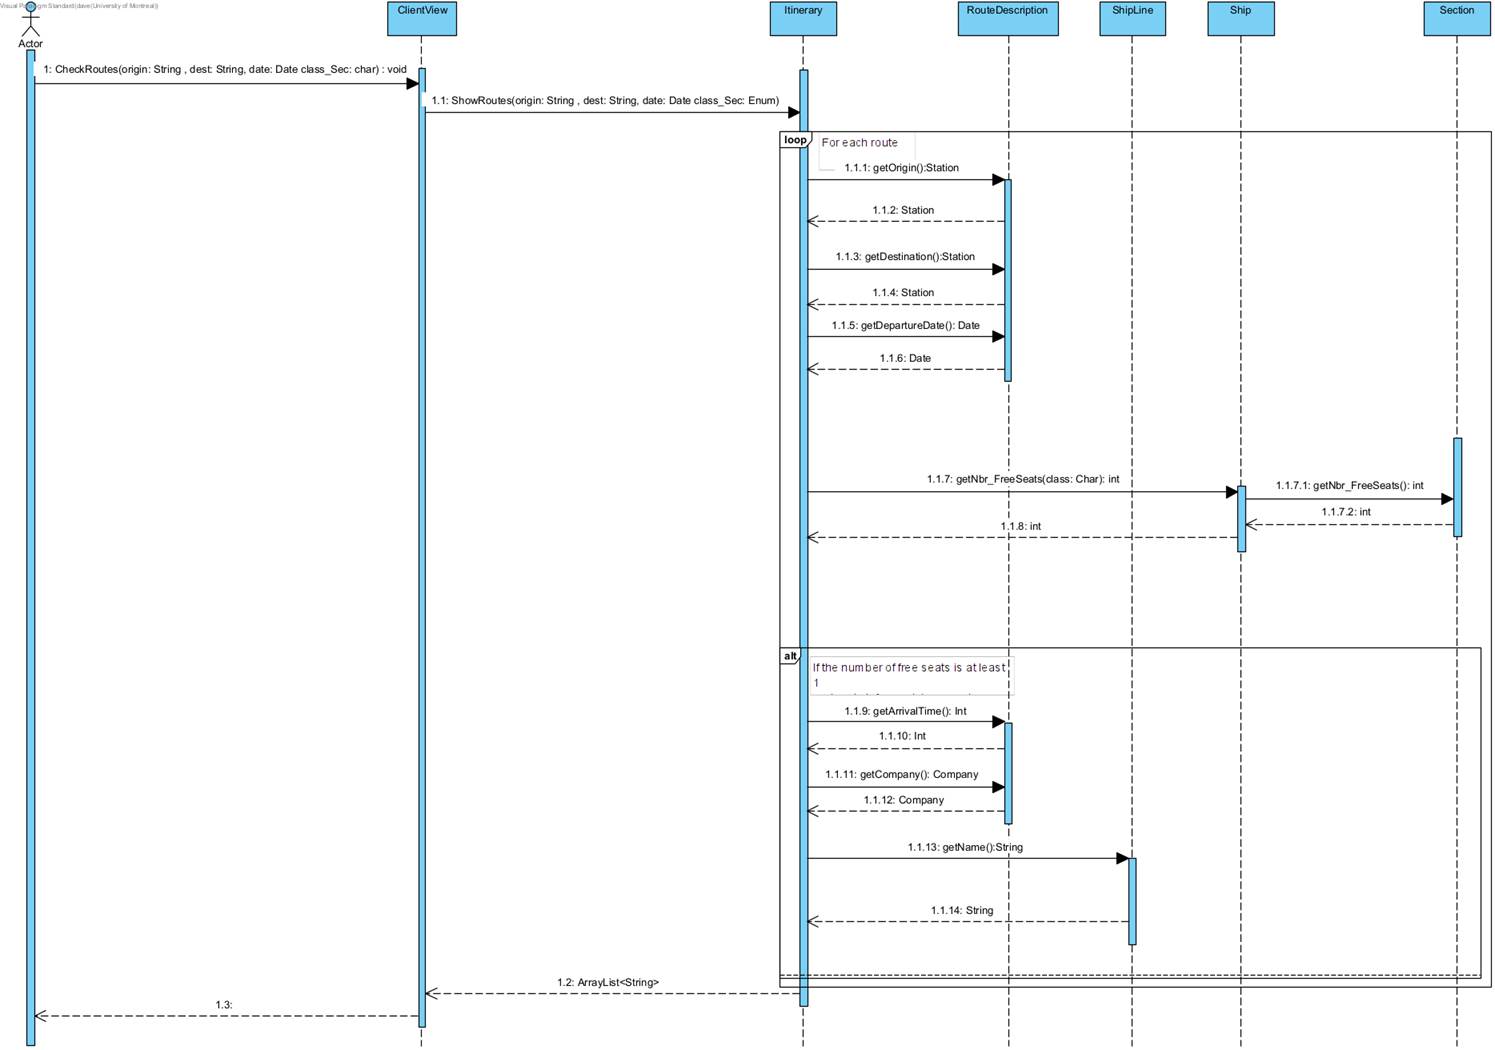 Visual Paradigm Standard(dave(University of Montreal))
Actor
ClientView
Itinerary
RouteDescription
ShipLine
Ship
Section
1: CheckRoutes(origin: String , dest: String, date: Date class_Sec: char) : void
1.1: ShowRoutes(origin: String , dest: String, date: Date class_Sec: Enum)
loop
For each route
1.1.1: getOrigin():Station
1.1.2: Station
1.1.3: getDestination():Station
1.1.4: Station
1.1.5: getDepartureDate(): Date
1.1.6: Date
1.1.7: getNbr_FreeSeats(class: Char): int
1.1.7.1: getNbr_FreeSeats(): int
1.1.7.2: int
1.1.8: int
alt
If the number of free seats is at least
1
1.1.9: getArrivalTime(): Int
1.1.10: Int
1.1.11: getCompany(): Company
1.1.12: Company
1.1.13: getName():String
1.1.14: String
1.2: ArrayList<String>
1.3: